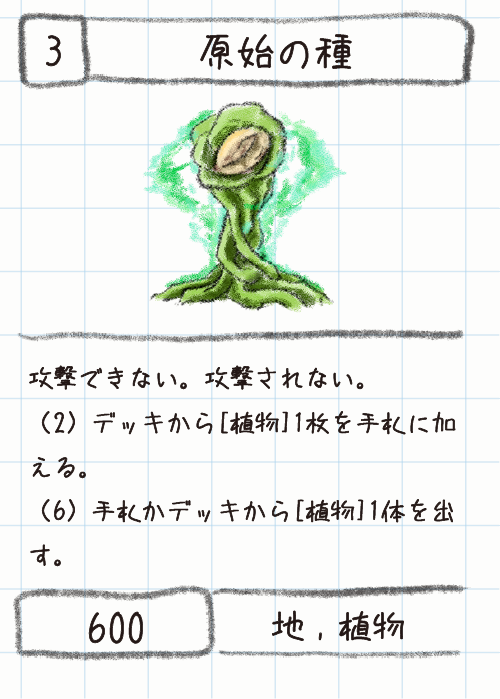 3
原始の種
攻撃できない。攻撃されない。
（2）デッキから[植物]1枚を手札に加
える。
（6）手札かデッキから[植物]1体を出
す。
600
地，植物